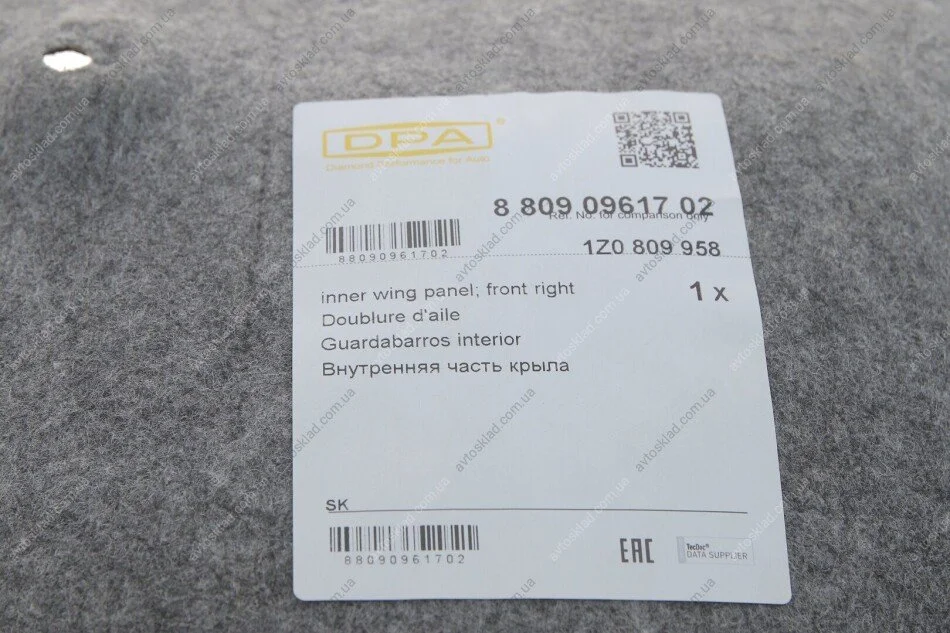 DPA®
Diamond Performance for Auto
8 809 09617 02
Ref. No. for comparison only
88090961702
1Z0 809 958
inner wing panel; front right
1 x
Doublure d'aile
Guardabarros interior
Внутренняя часть крыла
SK
88090961702
EAC
TecDoc®
DATA SUPPLIER
avtosklad.com.ua